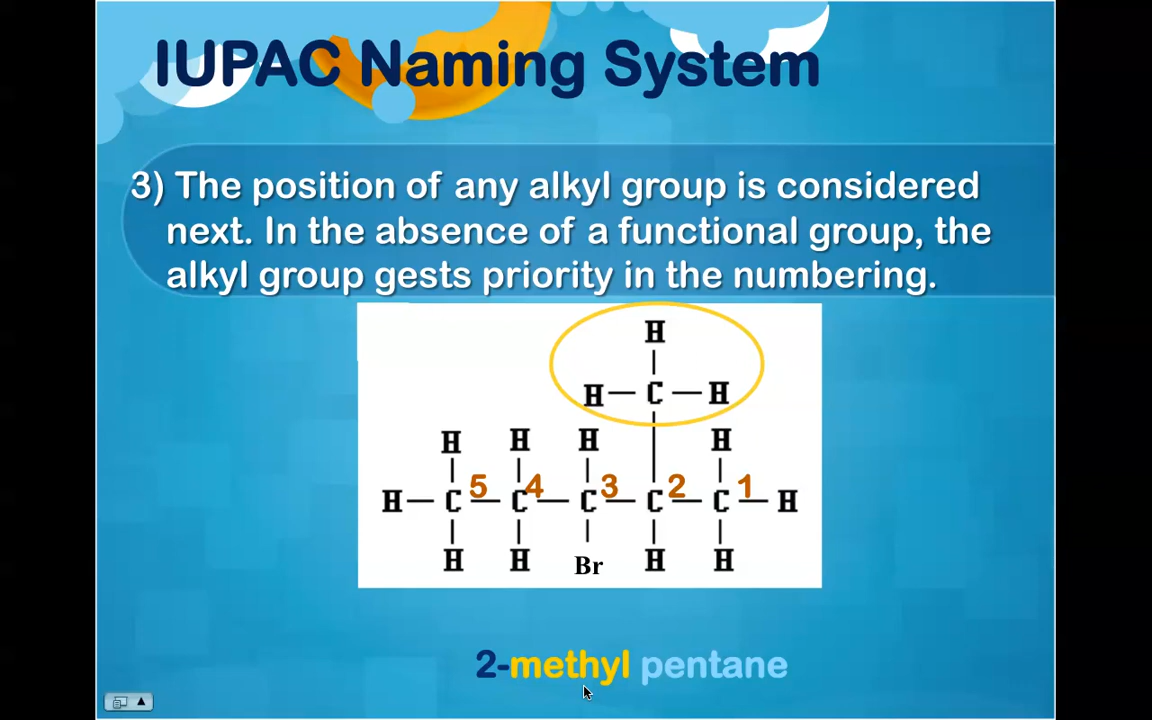 IUPAC Naming System
3) The position of any alkyl group is considered
next. In the absence of a functional group, the
alkyl group gests priority in the numbering.
H
H C H
H H H H
5 4 3 2 1
H C C C C C H
H H Br H H
2-methyl pentane